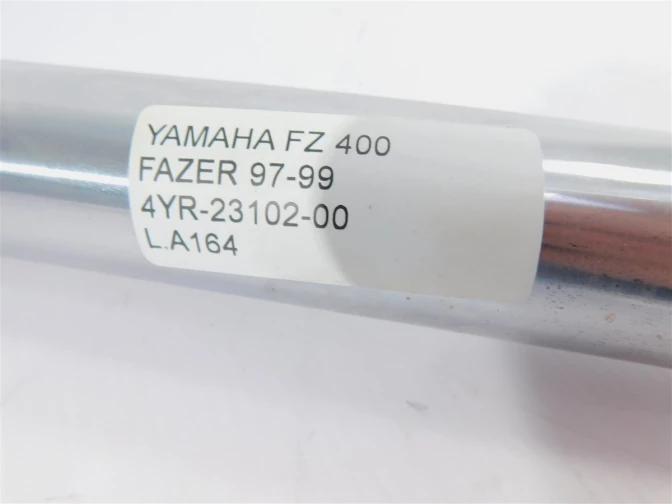 YAMAHA FZ 400
FAZER 97-99
4YR-23102-00
L.A164